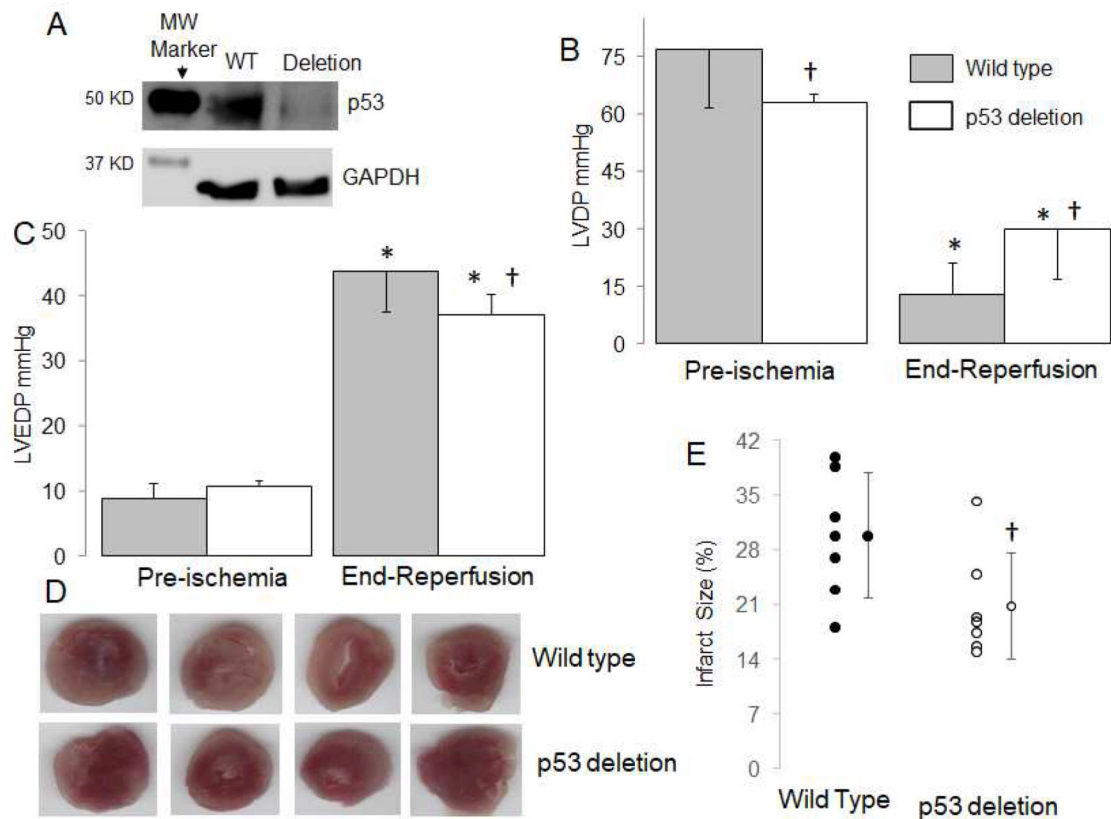 A
MW
Marker
WT
Deletion
50 KD
p53
37 KD
GAPDH
B
LVDP mmHg
75
60
45
30
15
0
†
*
* †
Wild type
p53 deletion
Pre-ischemia
End-Reperfusion
C
LVEDP mmHg
50
40
30
20
10
0
*
* †
Pre-ischemia
End-Reperfusion
D
Wild type
p53 deletion
E
Infarct Size (%)
42
35
28
21
14
7
0
†
Wild Type
p53 deletion